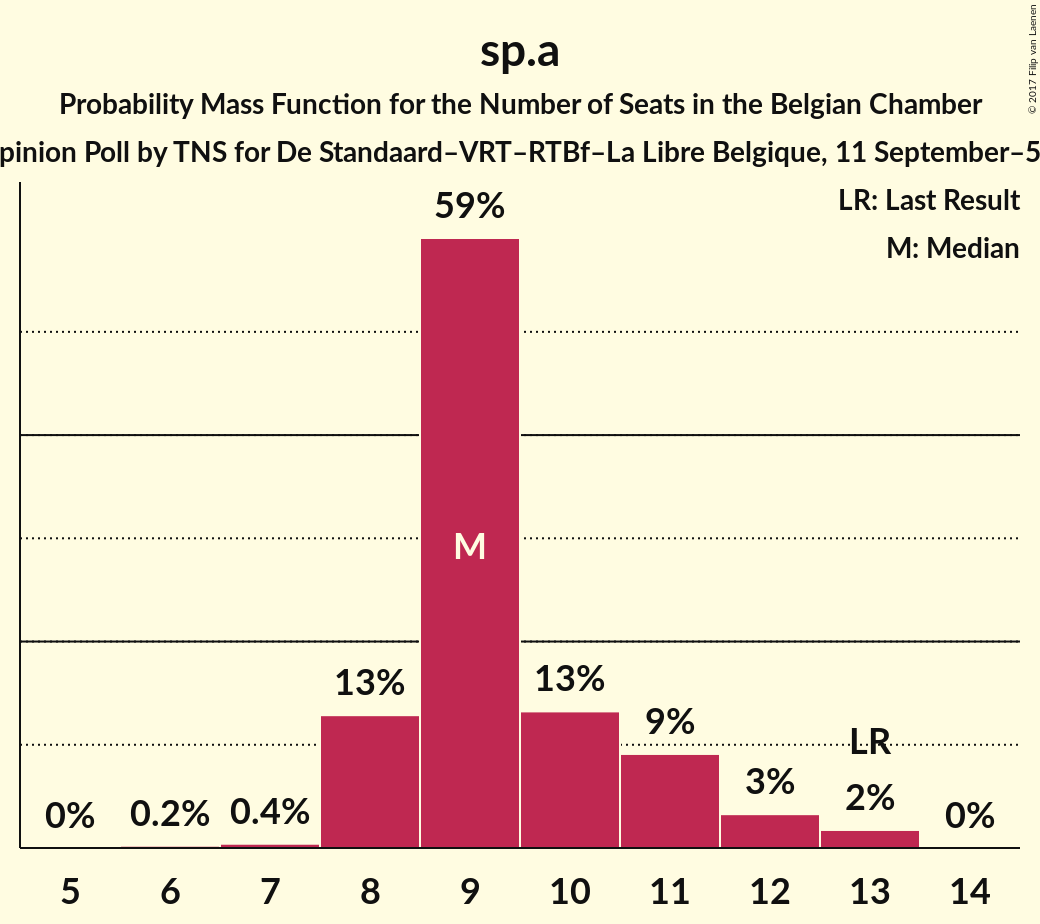 sp.a
Probability Mass Function for the Number of Seats in the Belgian Chamber
pinion Poll by TNS for De Standaard–VRT–RTBf–La Libre Belgique, 11 September–5
LR: Last Result
M: Median
59%
M
13%
13%
9%
LR
3%
2%
0%
0.2%
0.4%
0%
5 6 7 8 9 10 11 12 13 14
© 2017 Filip van Laenen